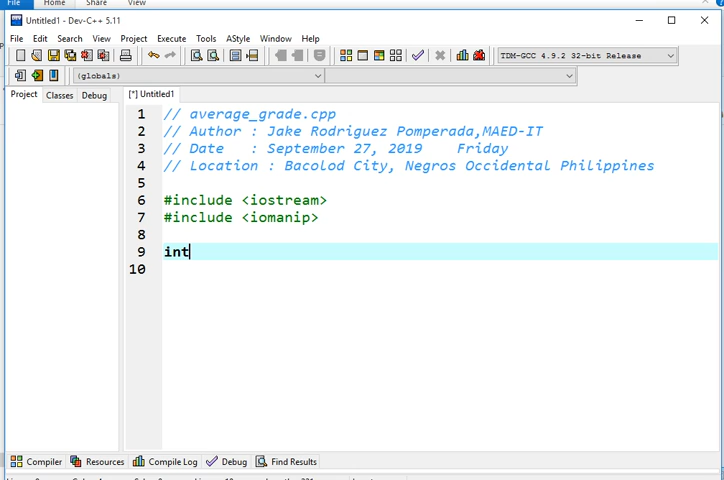 File Home Share View
Untitled1 - Dev-C++ 5.11
File Edit Search View Project Execute Tools AStyle Window Help
TDM-GCC 4.9.2 32-bit Release
(globals)
Project Classes Debug [*] Untitled1
1 // average_grade.cpp
2 // Author : Jake Rodriguez Pomperada,MAED-IT
3 // Date   : September 27, 2019    Friday
4 // Location : Bacolod City, Negros Occidental Philippines
5
6 #include <iostream>
7 #include <iomanip>
8
9 int
10
Compiler Resources Compile Log Debug Find Results